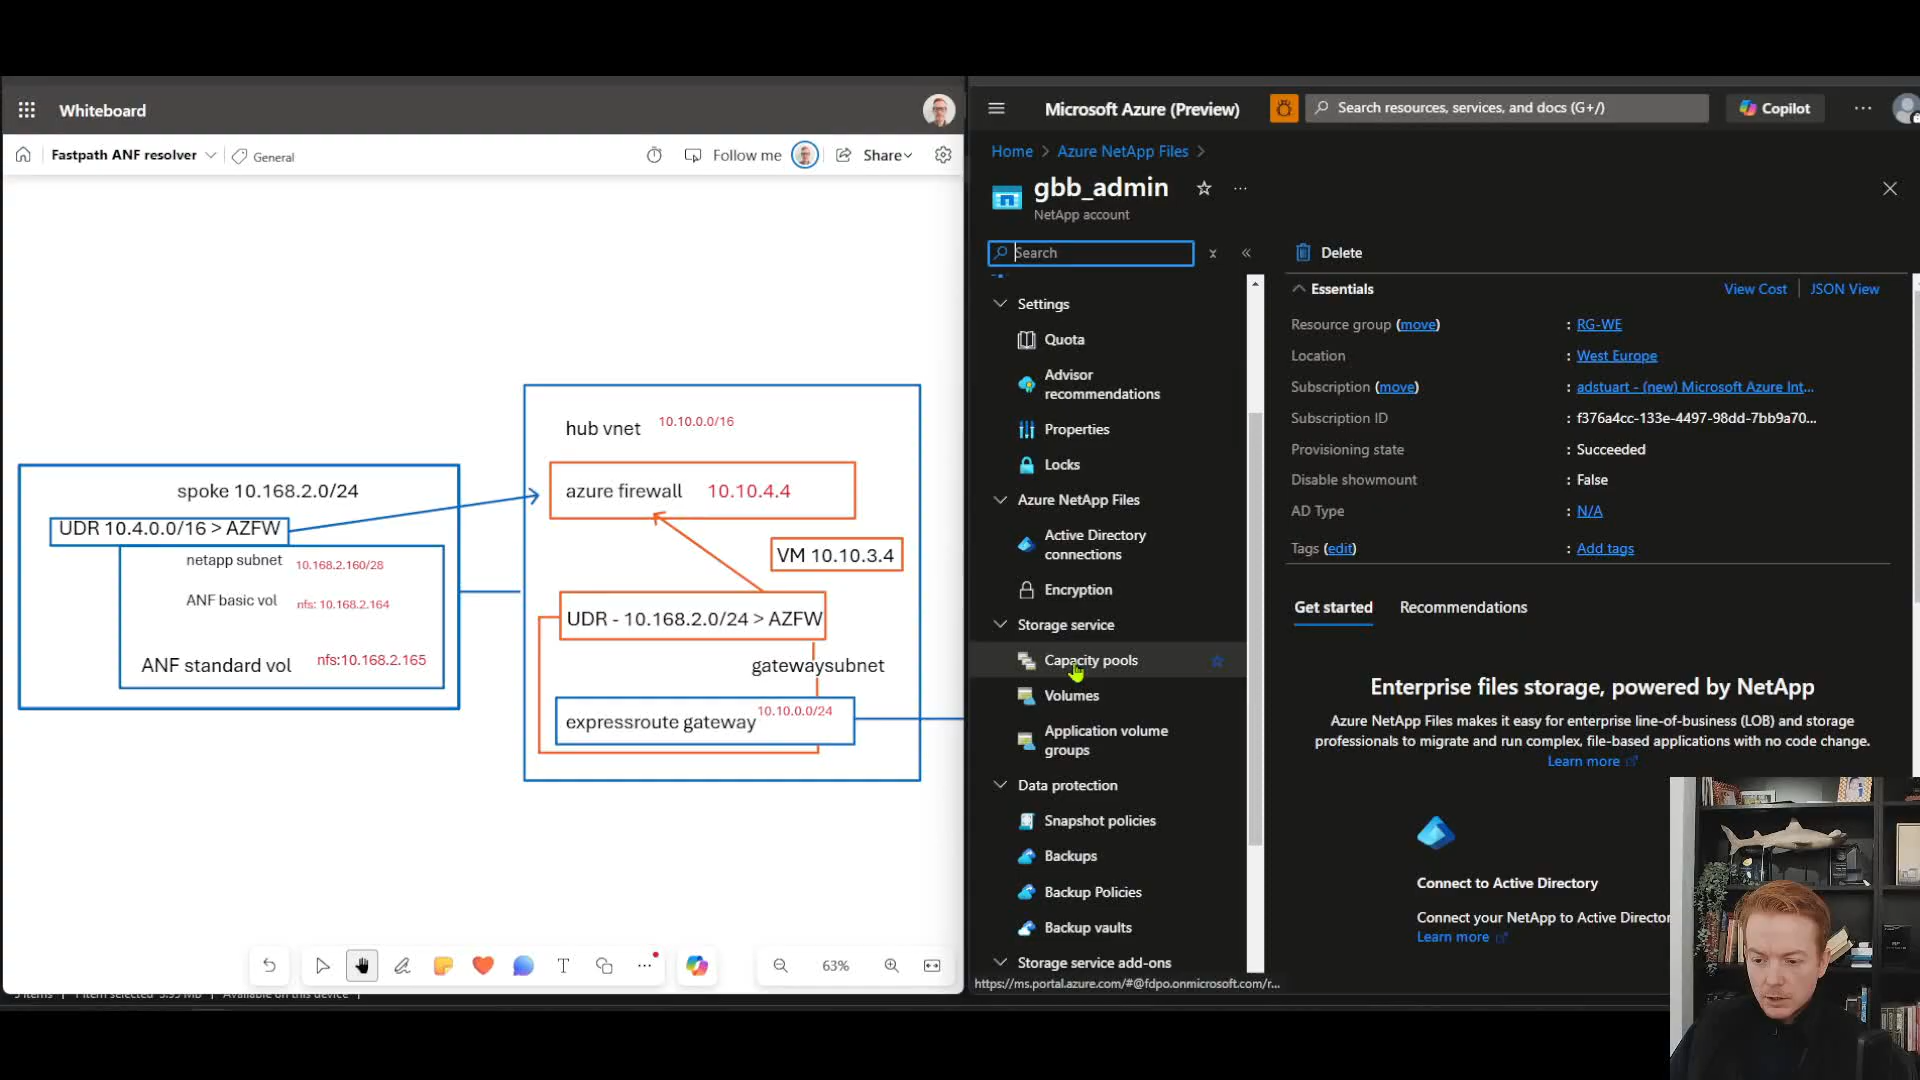 Whiteboard
Fastpath ANF resolver
General
Follow me
Share
hub vnet 10.10.0.0/16
azure firewall 10.10.4.4
spoke 10.168.2.0/24
UDR 10.4.0.0/16 > AZFW
netapp subnet 10.168.2.160/28
ANF basic vol nfs: 10.168.2.164
ANF standard vol nfs:10.168.2.165
VM 10.10.3.4
UDR - 10.168.2.0/24 > AZFW
gatewaysubnet
expressroute gateway 10.10.0.0/24
63%
Microsoft Azure (Preview)
Search resources, services, and docs (G+/)
Copilot
Home > Azure NetApp Files >
gbb_admin
NetApp account
Search
Settings
Quota
Advisor
recommendations
Properties
Locks
Azure NetApp Files
Active Directory
connections
Encryption
Storage service
Capacity pools
Volumes
Application volume
groups
Data protection
Snapshot policies
Backups
Backup Policies
Backup vaults
Storage service add-ons
https://ms.portal.azure.com/#@fdpo.onmicrosoft.com/r...
Delete
Essentials
View Cost
JSON View
Resource group (move) : RG-WE
Location : West Europe
Subscription (move) : adstuart - (new) Microsoft Azure Int...
Subscription ID : f376a4cc-133e-4497-98dd-7bb9a70...
Provisioning state : Succeeded
Disable showmount : False
AD Type : N/A
Tags (edit) : Add tags
Get started
Recommendations
Enterprise files storage, powered by NetApp
Azure NetApp Files makes it easy for enterprise line-of-business (LOB) and storage
professionals to migrate and run complex, file-based applications with no code change.
Learn more
Connect to Active Directory
Connect your NetApp to Active Director
Learn more